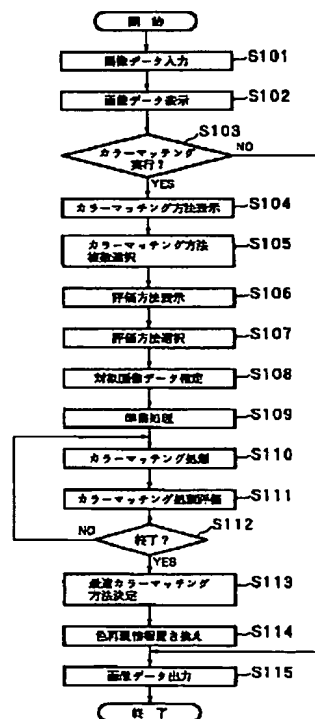 開始
画像データ入力
S101
画像データ表示
S102
S103
カラーマッチング
実行?
NO
YES
カラーマッチング方法表示
S104
カラーマッチング方法
複数選択
S105
評価方法表示
S106
評価方法選択
S107
対象画像データ指定
S108
準備処理
S109
カラーマッチング処理
S110
カラーマッチング処理評価
S111
S112
NO
終了?
YES
最適カラーマッチング
方法決定
S113
色再現情報置き換え
S114
画像データ出力
S115
終了